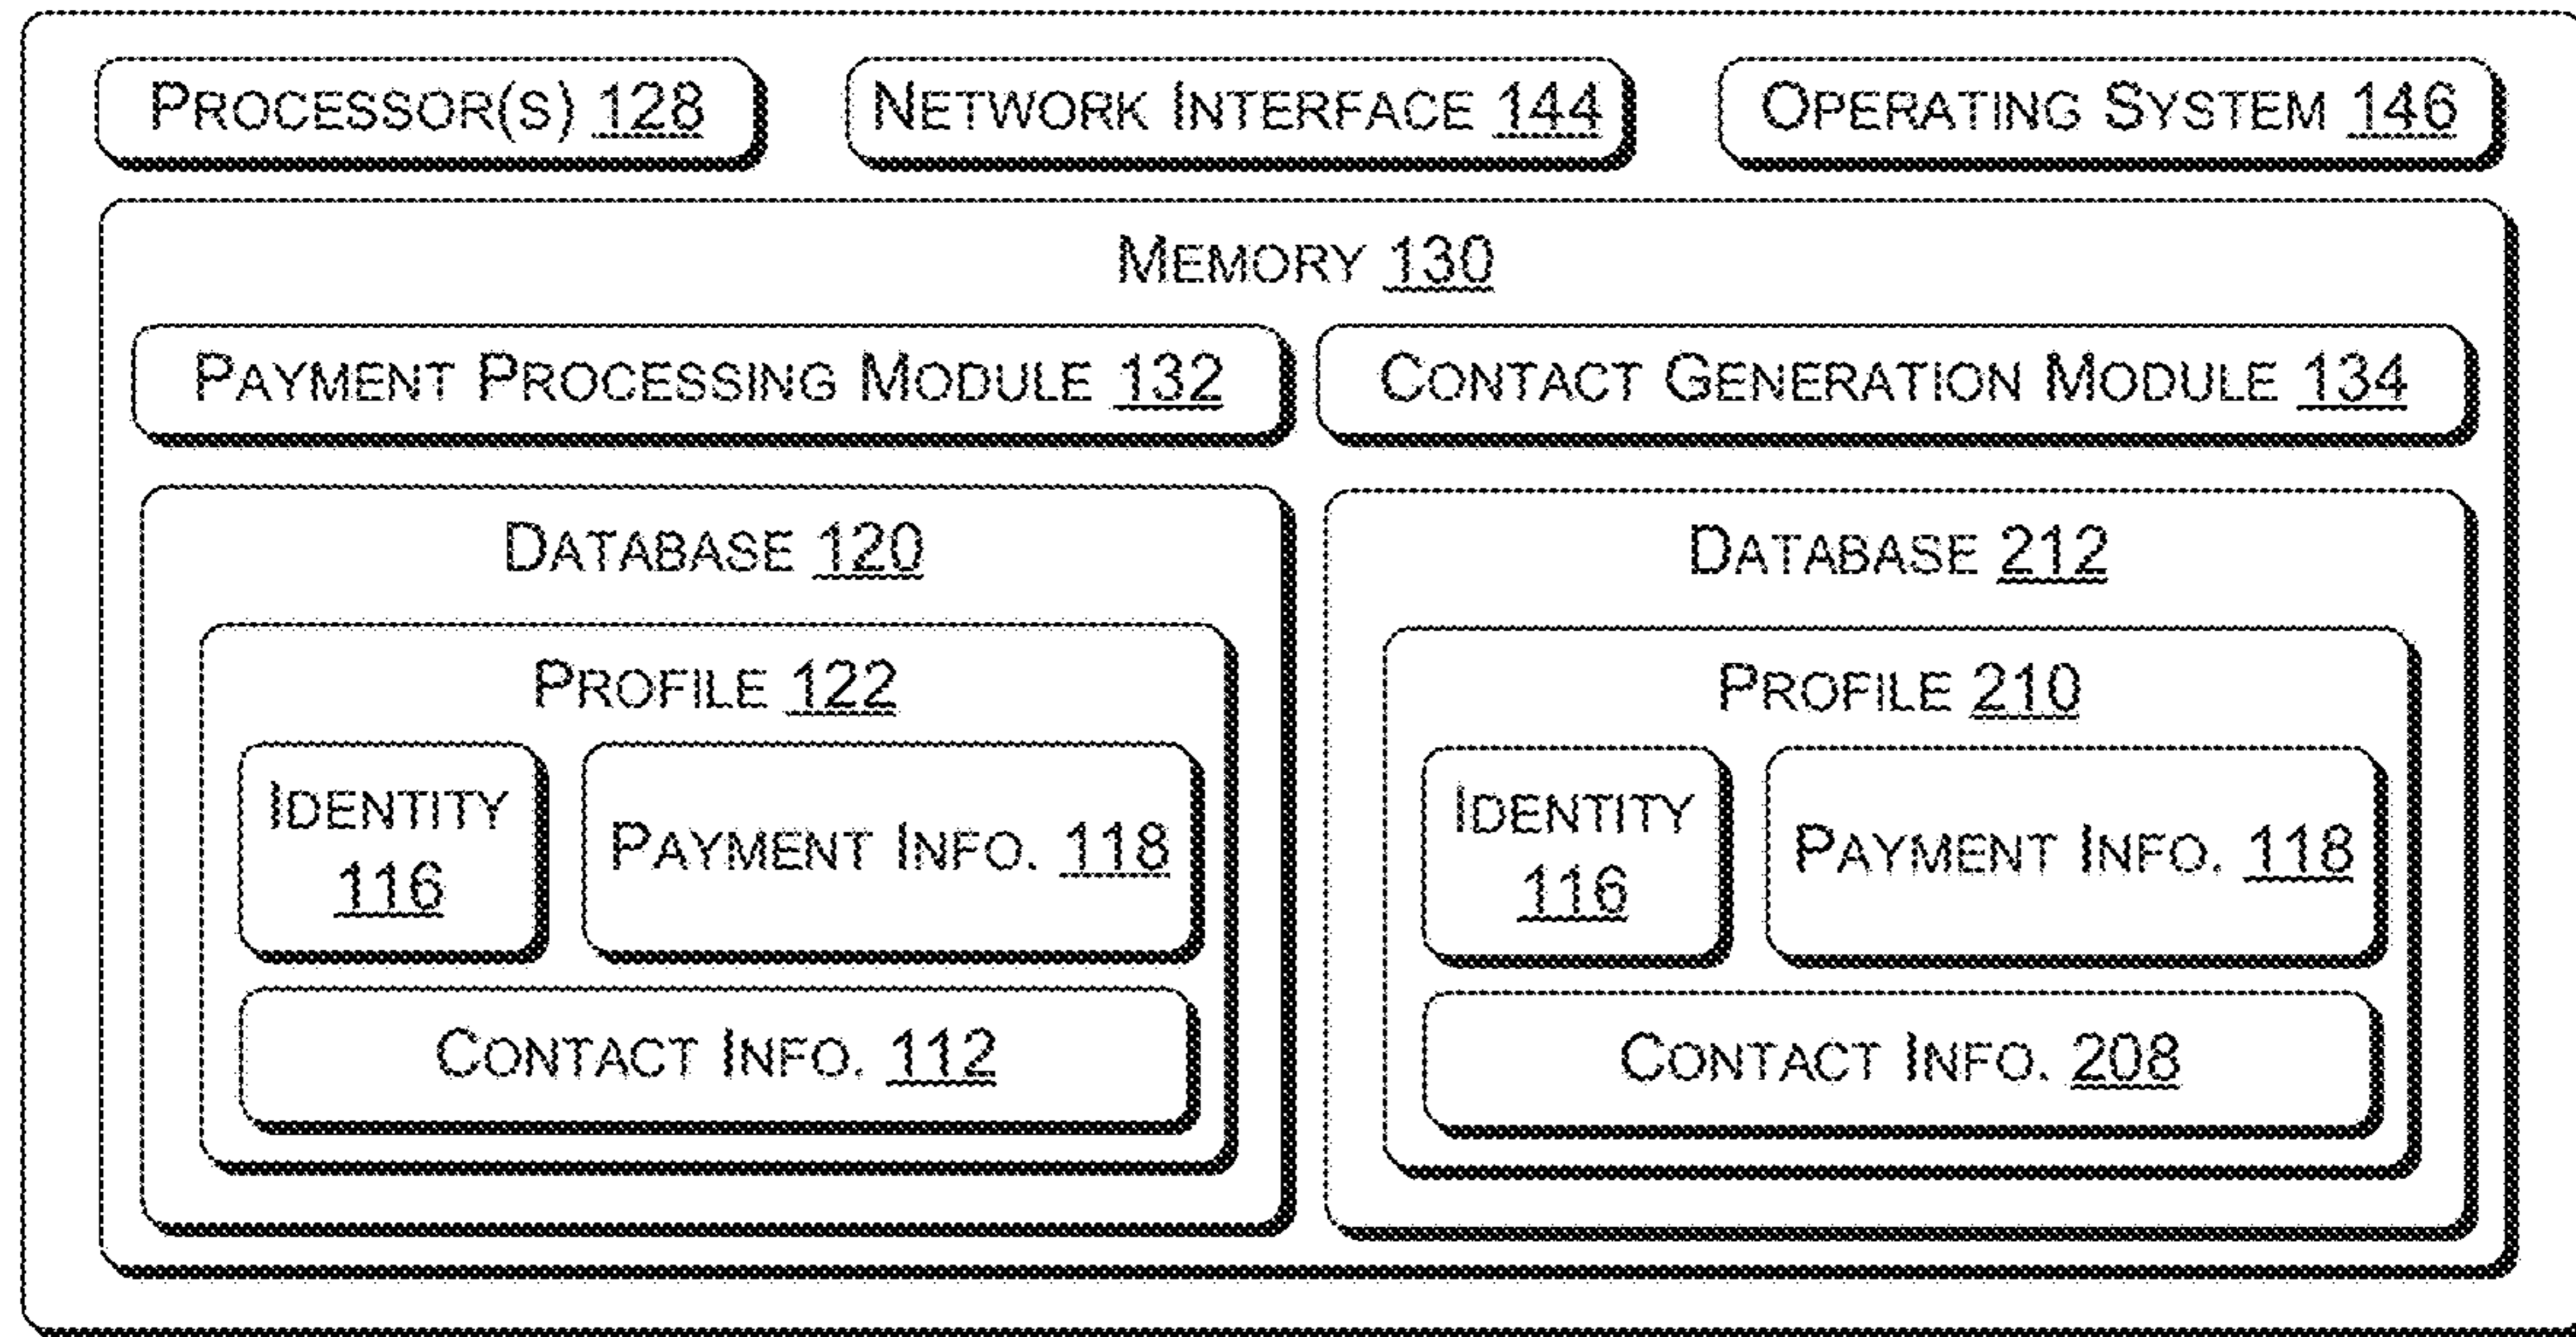 PROCESSOR(S) 128
NETWORK INTERFACE 144
OPERATING SYSTEM 146
MEMORY 130
PAYMENT PROCESSING MODULE 132
CONTACT GENERATION MODULE 134
DATABASE 120
PROFILE 122
IDENTITY
116
PAYMENT INFO. 118
CONTACT INFO. 112
DATABASE 212
PROFILE 210
IDENTITY
116
PAYMENT INFO. 118
CONTACT INFO. 208